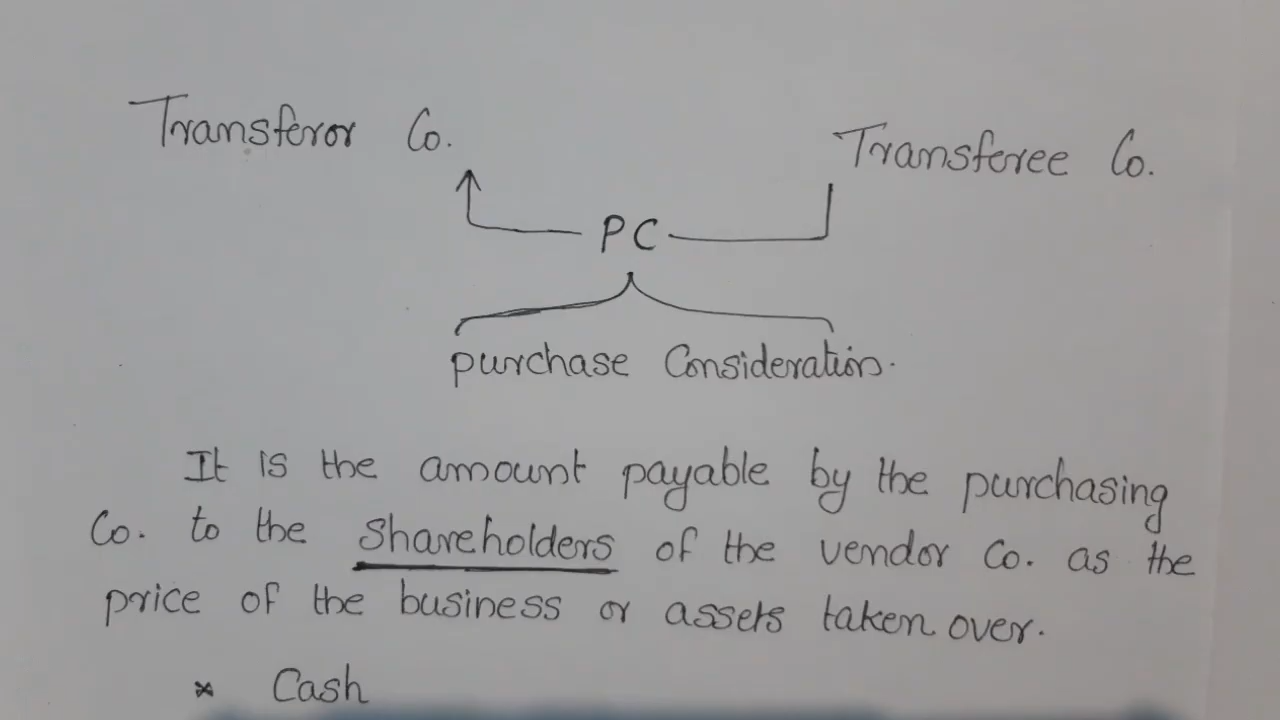 Transferor Co.
Transferee Co.
PC
purchase Consideration.
It is the amount payable by the purchasing
Co. to the shareholders of the vendor Co. as the
price of the business or assets taken over.
* Cash